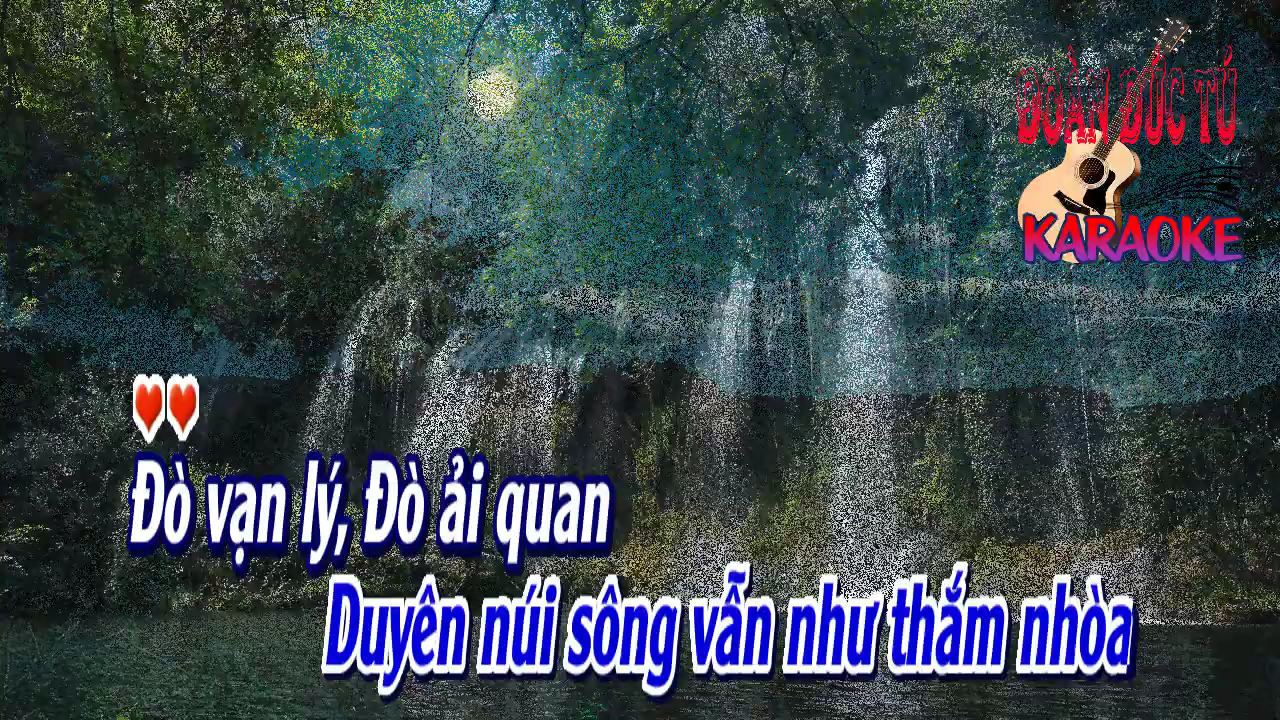 ĐOÀN ĐỨC TÚ
KARAOKE
Đò vạn lý, Đò ải quan
Duyên núi sông vẫn như thắm nhòa